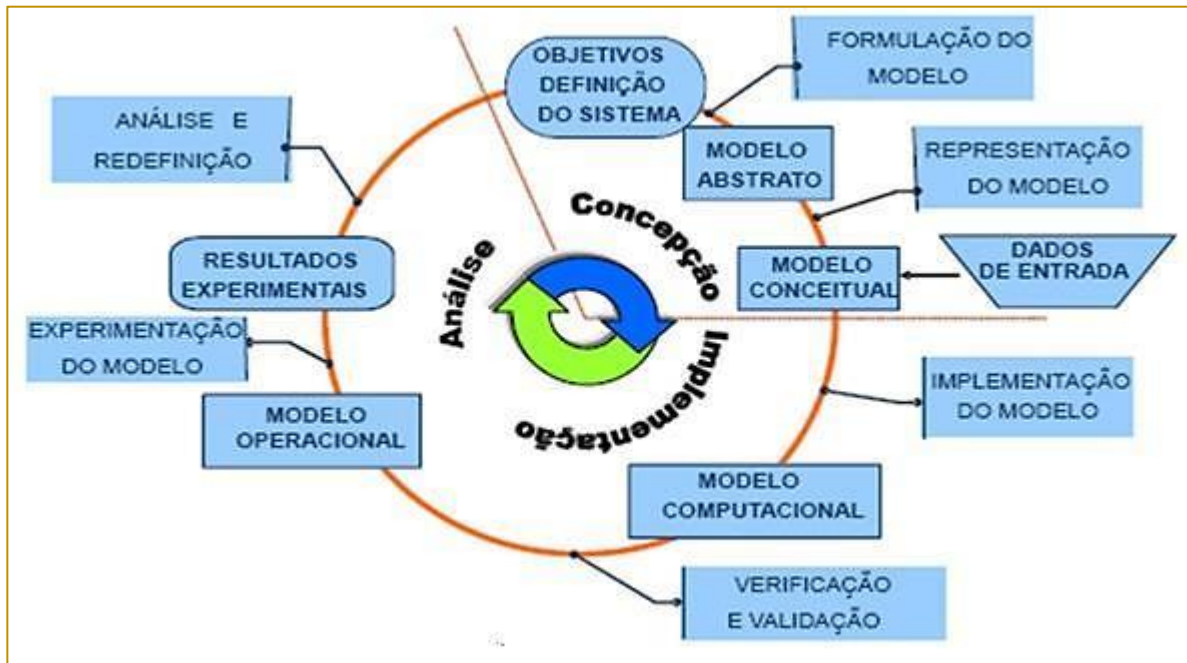 OBJETIVOS
DEFINIÇÃO
DO SISTEMA
FORMULAÇÃO DO
MODELO
MODELO
ABSTRATO
REPRESENTAÇÃO
DO MODELO
MODELO
CONCEITUAL
DADOS
DE ENTRADA
IMPLEMENTAÇÃO
DO MODELO
MODELO
COMPUTACIONAL
VERIFICAÇÃO
E VALIDAÇÃO
MODELO
OPERACIONAL
EXPERIMENTAÇÃO
DO MODELO
RESULTADOS
EXPERIMENTAIS
ANÁLISE E
REDEFINIÇÃO
Concepção
Implementação
Análise